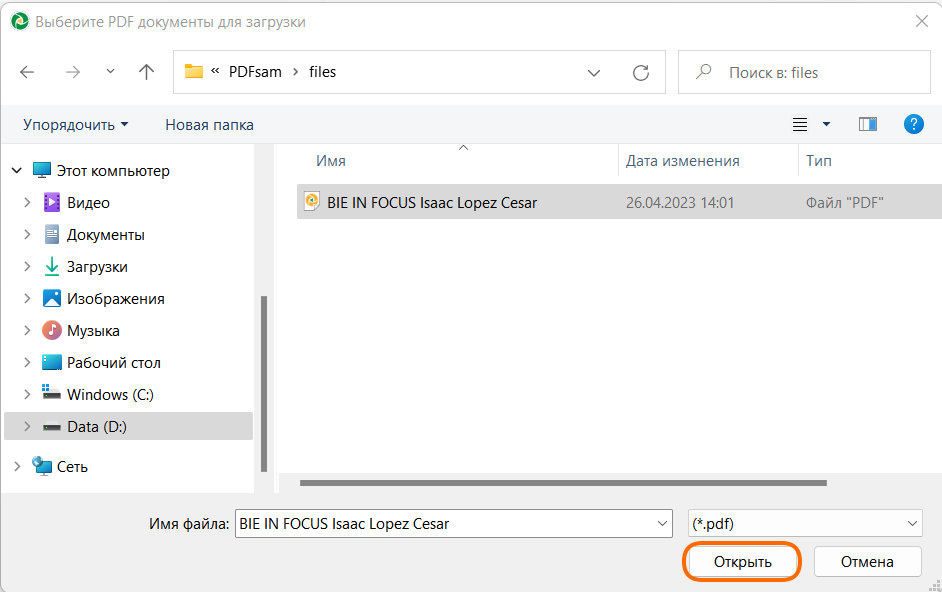 Выберите PDF документы для загрузки
« PDFsam › files
Поиск в: files
Упорядочить
Новая папка
?
Этот компьютер
Видео
Документы
Загрузки
Изображения
Музыка
Рабочий стол
Windows (C:)
Data (D:)
Сеть
Имя Дата изменения Тип
BIE IN FOCUS Isaac Lopez Cesar 26.04.2023 14:01 Файл "PDF"
Имя файла: BIE IN FOCUS Isaac Lopez Cesar (*.pdf)
Открыть Отмена